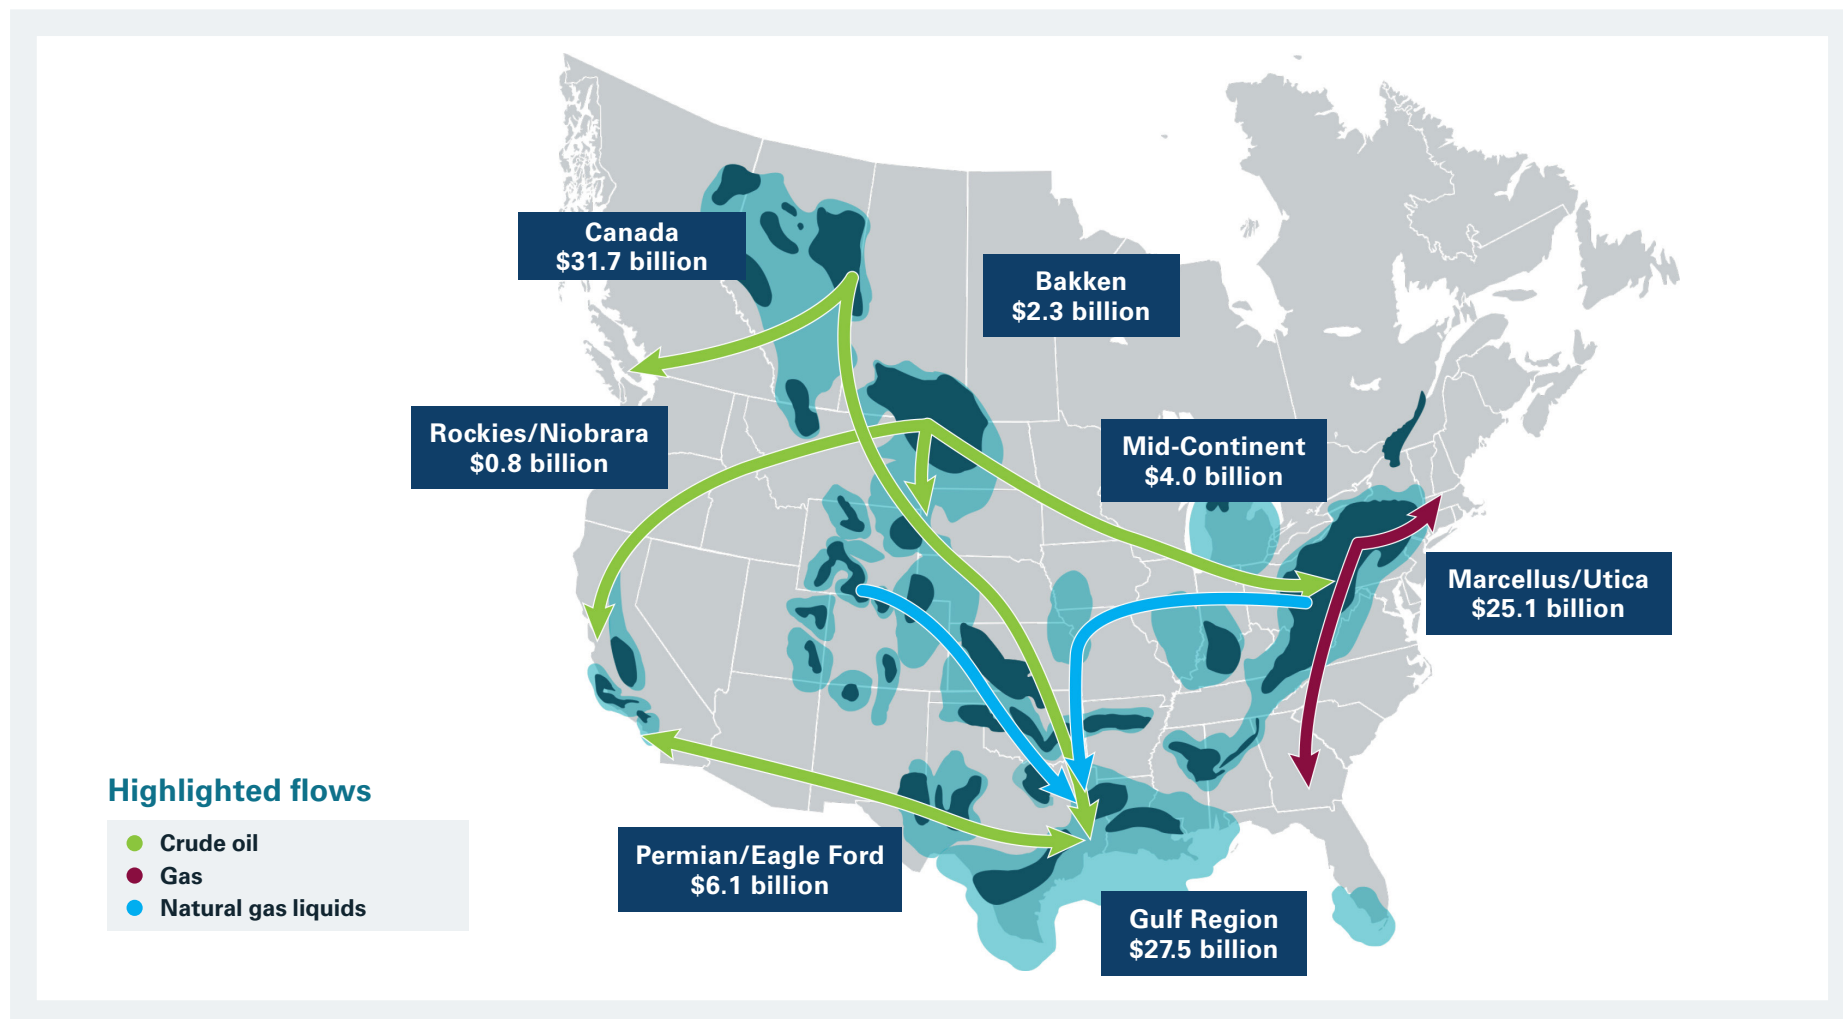 Canada
$31.7 billion
Bakken
$2.3 billion
Rockies/Niobrara
$0.8 billion
Mid-Continent
$4.0 billion
Marcellus/Utica
$25.1 billion
Highlighted flows
Crude oil
Gas
Natural gas liquids
Permian/Eagle Ford
$6.1 billion
Gulf Region
$27.5 billion